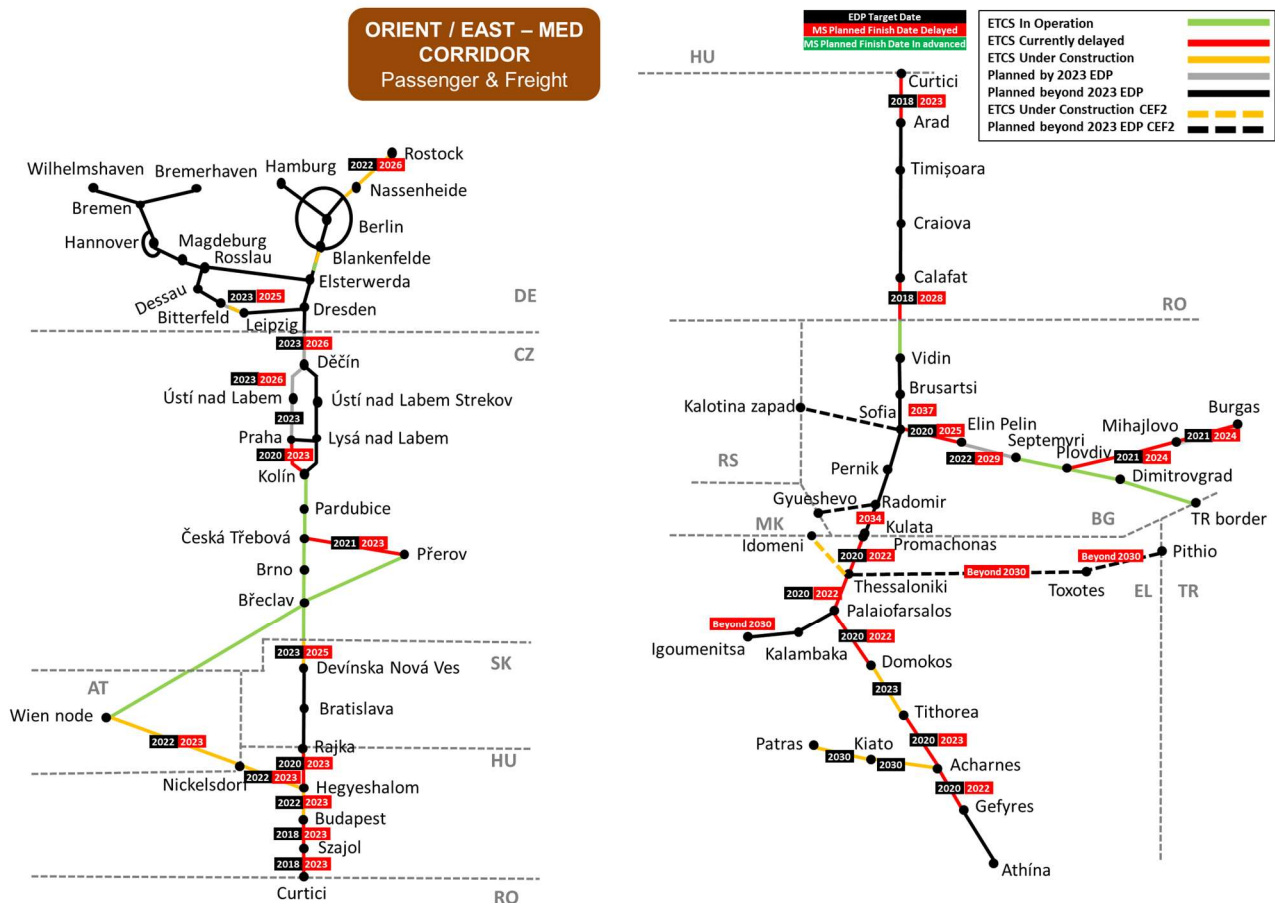 ORIENT / EAST – MED
CORRIDOR
Passenger & Freight
EDP Target Date
MS Planned Finish Date Delayed
MS Planned Finish Date In advanced
ETCS In Operation
ETCS Currently delayed
ETCS Under Construction
Planned by 2023 EDP
Planned beyond 2023 EDP
ETCS Under Construction CEF2
Planned beyond 2023 EDP CEF2
Rostock
2022 2026
Hamburg
Nassenheide
Wilhelmshaven
Bremerhaven
Bremen
Berlin
Hannover
Magdeburg
Rosslau
Blankenfelde
Elsterwerda
Dessau
2023 2025
Bitterfeld
Leipzig
Dresden
DE
2023 2026
CZ
Děčín
2023 2026
Ústí nad Labem
Ústí nad Labem Strekov
2023
Praha
Lysá nad Labem
2020 2023
Kolín
Pardubice
Česká Třebová
2021 2023
Přerov
Brno
Břeclav
2023 2025
SK
Devínska Nová Ves
AT
Wien node
Bratislava
2022 2023
Rajka
HU
2020 2023
Nickelsdorf
2022 2023
Hegyeshalom
2022 2023
Budapest
2018 2023
Szajol
2018 2023
Curtici
RO
HU
Curtici
2018 2023
Arad
Timișoara
Craiova
Calafat
2018 2028
RO
Vidin
Brusartsi
Kalotina zapad
Sofia
2037
2020 2025
Elin Pelin
2022 2029
Septemyri
Plovdiv
Mihajlovo
Burgas
2021 2024
2021 2024
Dimitrovgrad
TR border
RS
Pernik
Gyueshevo
Radomir
2034
BG
MK
Kulata
Idomeni
Promachonas
2020 2022
Thessaloniki
Beyond 2030
Toxotes
Beyond 2030
Pithio
EL
TR
2020 2022
Palaiofarsalos
Beyond 2030
Igoumenitsa
Kalambaka
2020 2022
Domokos
2023
Tithorea
Patras
2030
Kiato
2030
2020 2023
Acharnes
2020 2022
Gefyres
Athína